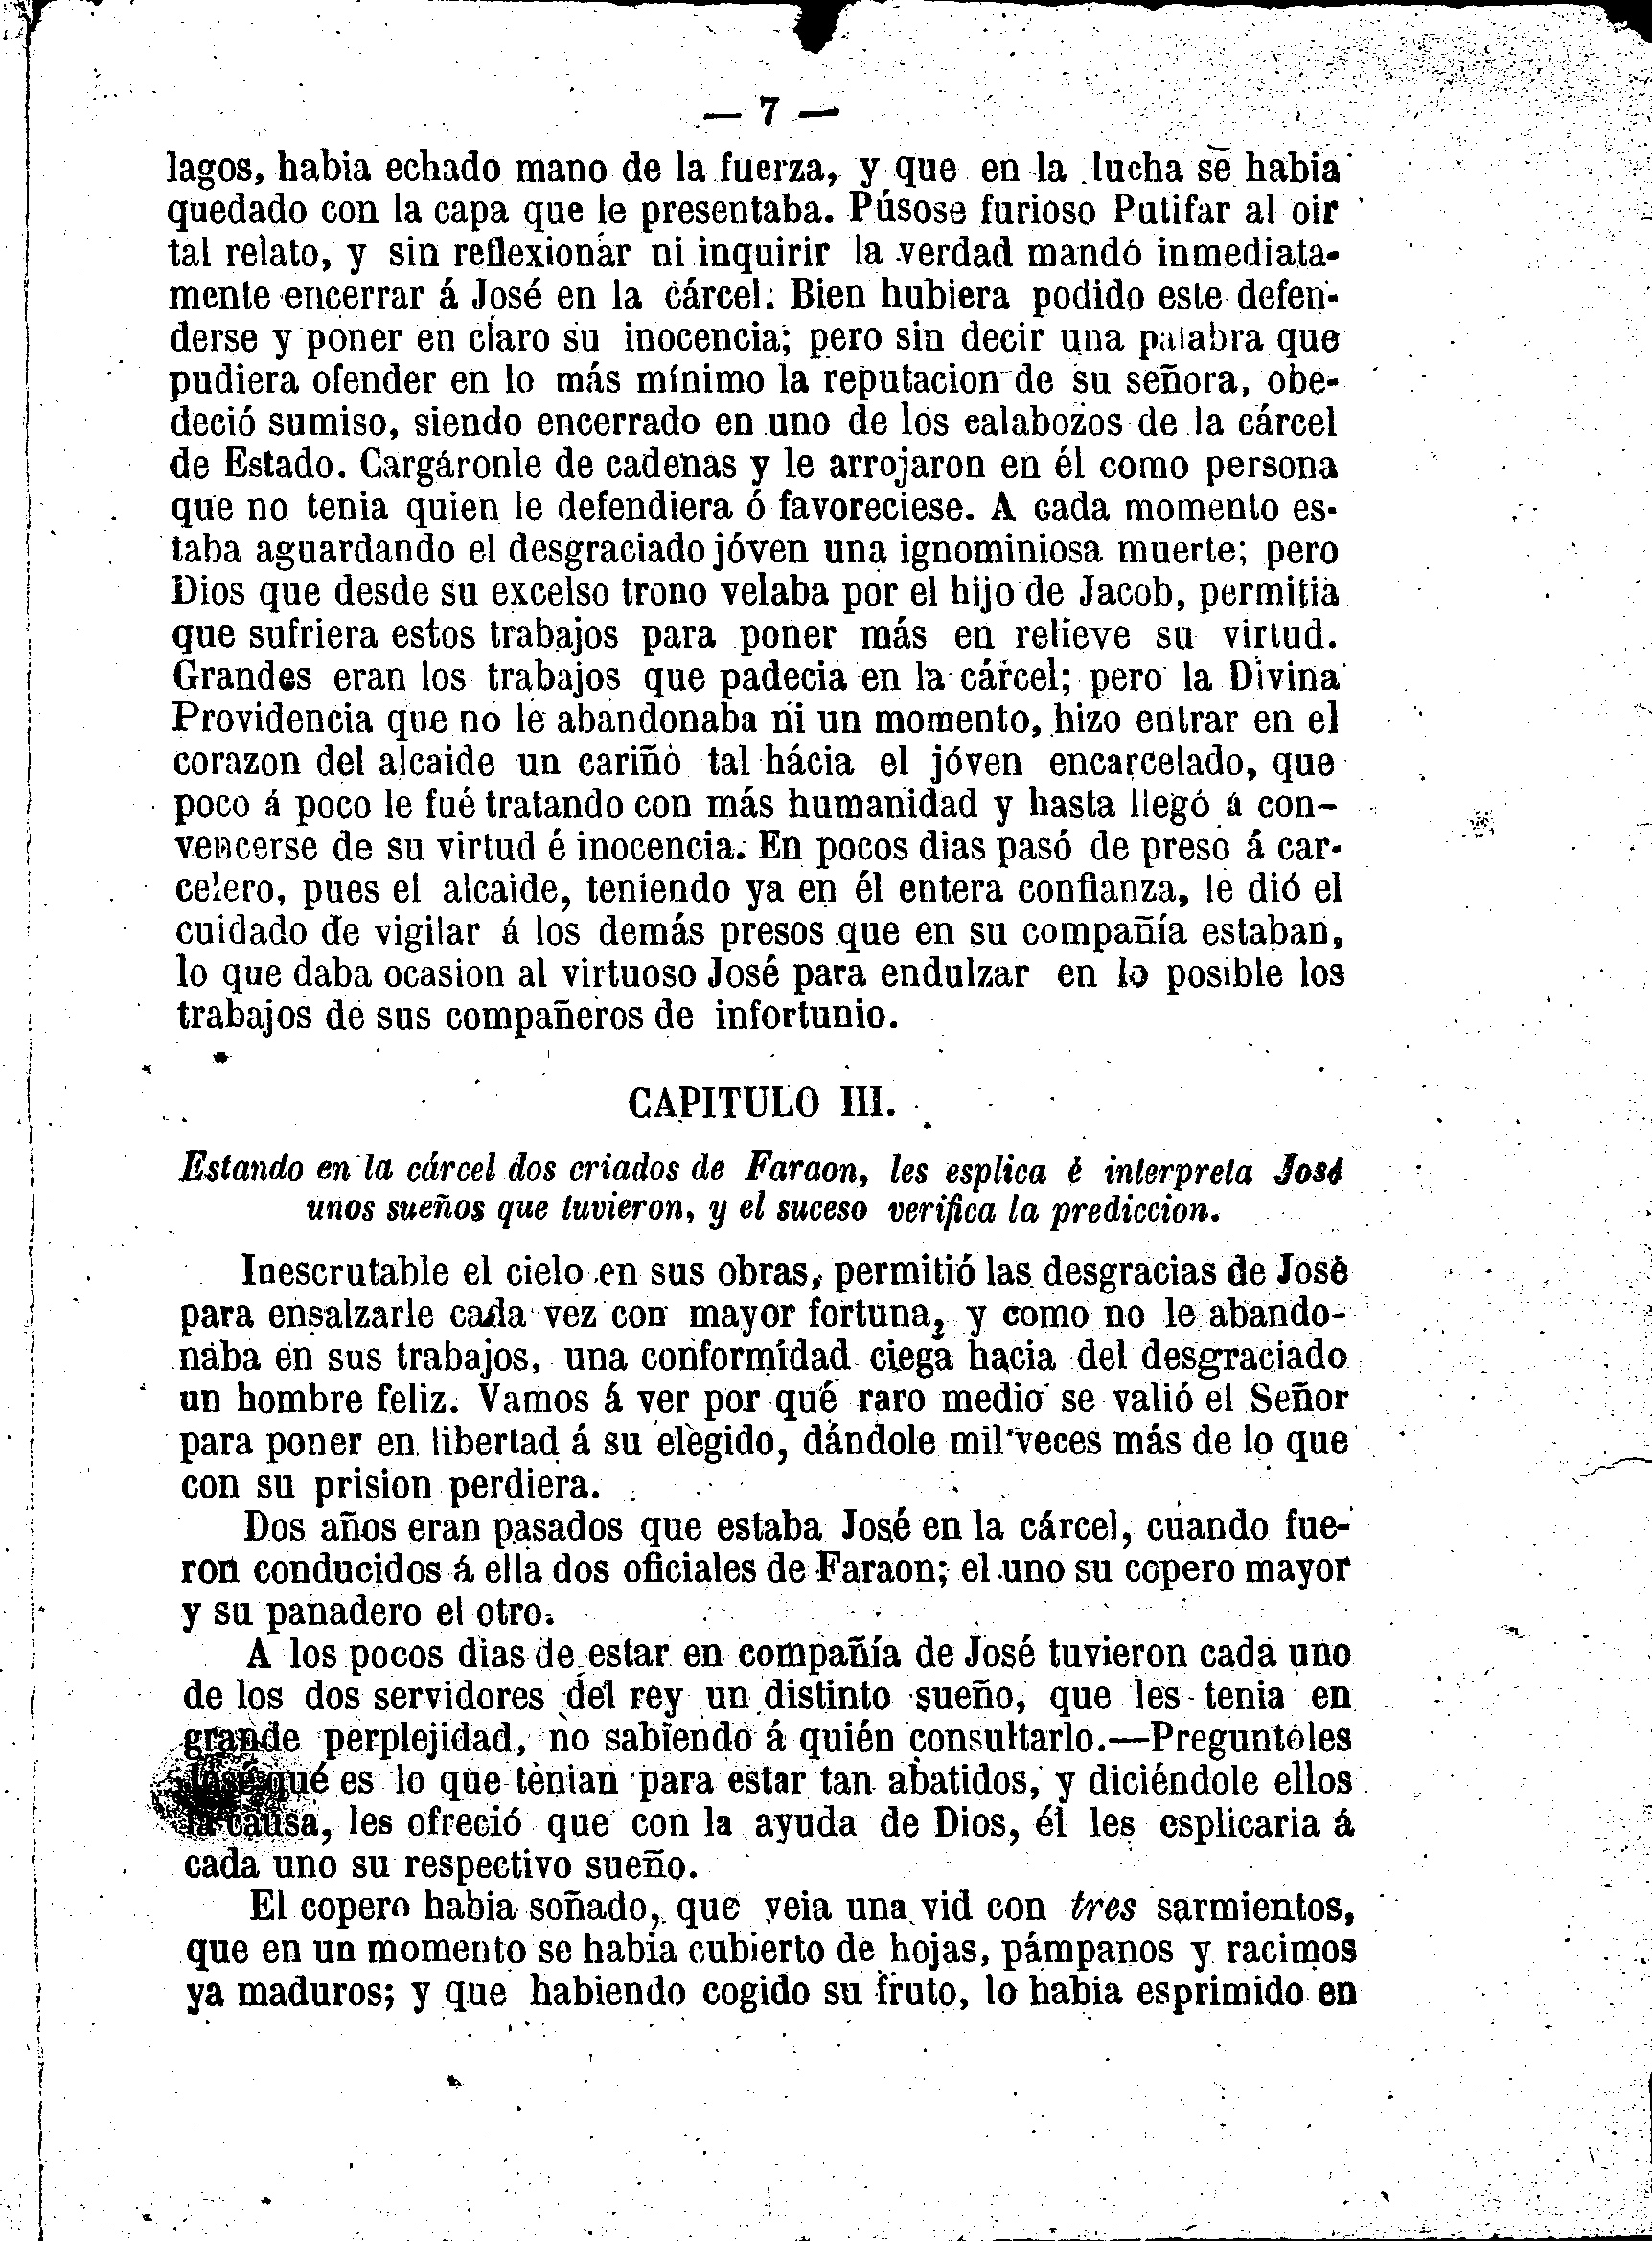 — 7 —
lagos, habia echado mano de la fuerza, y que en la lucha se habia
quedado con la capa que le presentaba. Púsose furioso Putifar al oir
tal relato, y sin reflexionar ni inquirir la verdad mandó inmediata-
mente encerrar á José en la cárcel. Bien hubiera podido este defen-
derse y poner en claro su inocencia; pero sin decir una palabra que
pudiera ofender en lo más mínimo la reputacion de su señora, obe-
deció sumiso, siendo encerrado en uno de los calabozos de la cárcel
de Estado. Cargáronle de cadenas y le arrojaron en él como persona
que no tenia quien le defendiera ó favoreciese. A cada momento es-
taba aguardando el desgraciado jóven una ignominiosa muerte; pero
Dios que desde su excelso trono velaba por el hijo de Jacob, permitia
que sufriera estos trabajos para poner más en relieve su virtud.
Grandes eran los trabajos que padecia en la cárcel; pero la Divina
Providencia que no le abandonaba ni un momento, hizo entrar en el
corazon del alcaide un cariño tal hácia el jóven encarcelado, que
poco á poco le fué tratando con más humanidad y hasta llegó á con-
vencerse de su virtud é inocencia. En pocos dias pasó de preso á car-
celero, pues el alcaide, teniendo ya en él entera confianza, le dió el
cuidado de vigilar á los demás presos que en su compañía estaban,
lo que daba ocasion al virtuoso José para endulzar en lo posible los
trabajos de sus compañeros de infortunio.
CAPITULO III.
Estando en la cárcel dos criados de Faraon, les esplica é interpreta José
unos sueños que tuvieron, y el suceso verifica la prediccion.
Inescrutable el cielo en sus obras, permitió las desgracias de José
para ensalzarle cada vez con mayor fortuna, y como no le abando-
naba en sus trabajos, una conformidad ciega hacia del desgraciado
un hombre feliz. Vamos á ver por qué raro medio se valió el Señor
para poner en libertad á su elegido, dándole mil veces más de lo que
con su prision perdiera.
Dos años eran pasados que estaba José en la cárcel, cuando fue-
ron conducidos á ella dos oficiales de Faraon; el uno su copero mayor
y su panadero el otro.
A los pocos dias de estar en compañía de José tuvieron cada uno
de los dos servidores del rey un distinto sueño, que les tenia en
grande perplejidad, no sabiendo á quién consultarlo.—Preguntóles
José qué es lo que tenian para estar tan abatidos, y diciéndole ellos
la causa, les ofreció que con la ayuda de Dios, él les esplicaria á
cada uno su respectivo sueño.
El copero habia soñado, que veia una vid con tres sarmientos,
que en un momento se habia cubierto de hojas, pámpanos y racimos
ya maduros; y que habiendo cogido su fruto, lo habia esprimido en